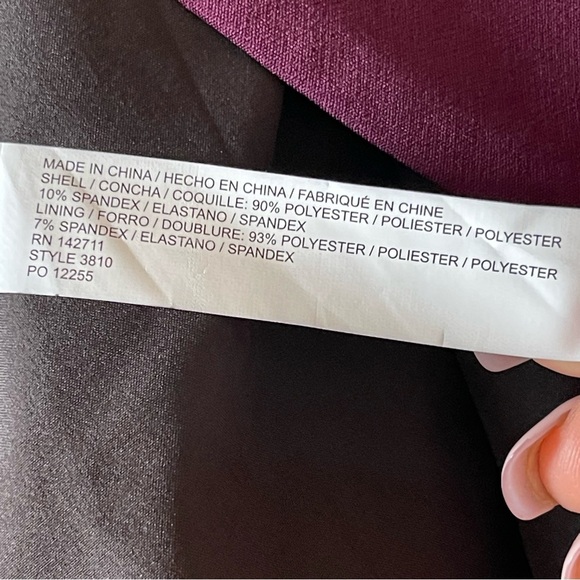 MADE IN CHINA / HECHO EN CHINA / FABRIQUÉ EN CHINE
SHELL / CONCHA / COQUILLE: 90% POLYESTER / POLIESTER / POLYESTER
10% SPANDEX / ELASTANO / SPANDEX
LINING / FORRO / DOUBLURE: 93% POLYESTER / POLIESTER / POLYESTER
7% SPANDEX / ELASTANO / SPANDEX
RN 142711
STYLE 3810
PO 12255